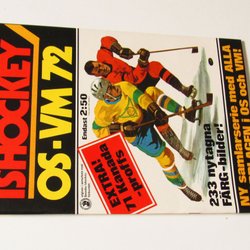 ISHOCKEY
OS-VM 72
Endast 2:50
EXTRA!
71 Kanada
-proffs
233 nytagna
FÄRG-bilder!
NY samlarserie med ALLA
i OS och VM!